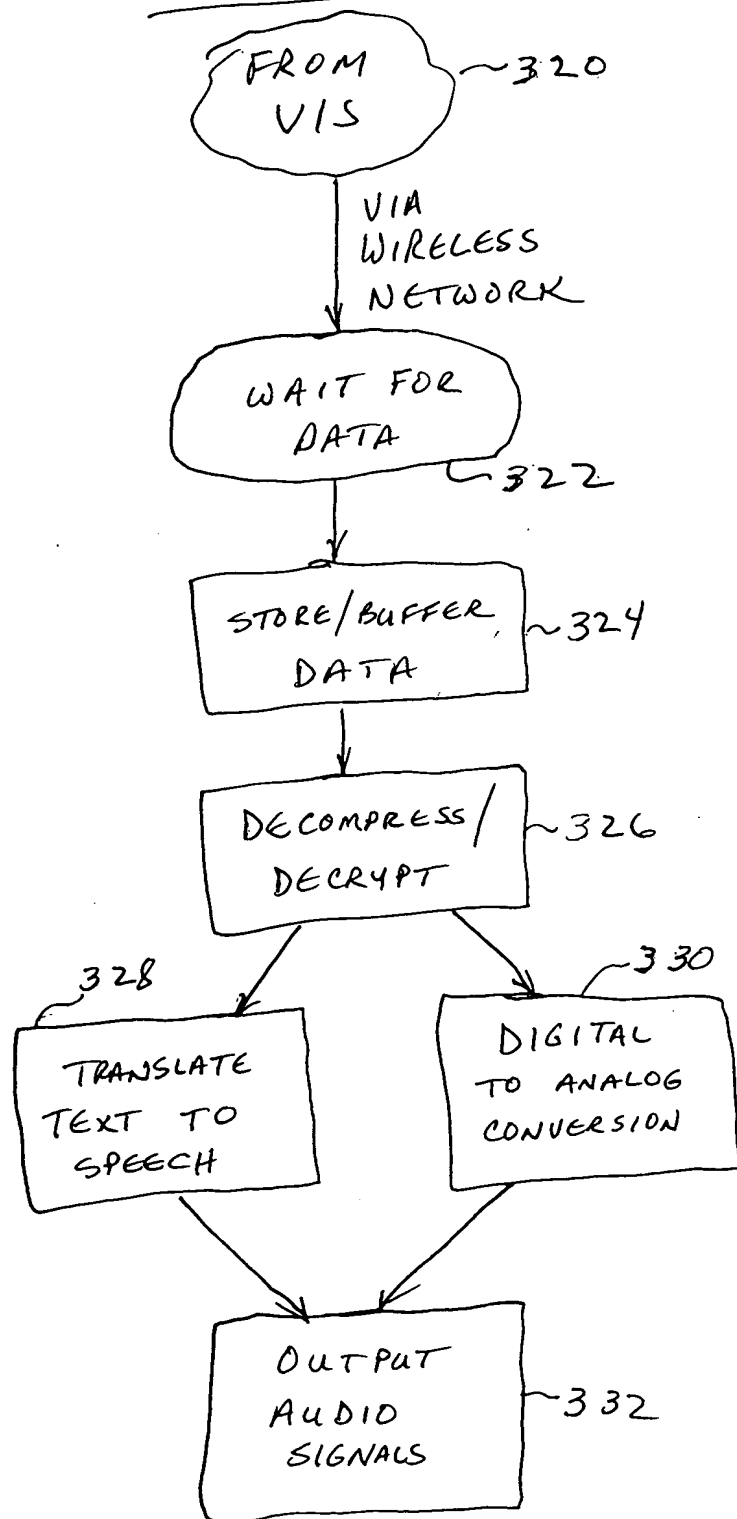 FROM
VIS
320
VIA
WIRELESS
NETWORK
WAIT FOR
DATA
322
STORE/BUFFER
DATA
324
DECOMPRESS/
DECRYPT
326
328
TRANSLATE
TEXT TO
SPEECH
330
DIGITAL
TO ANALOG
CONVERSION
OUTPUT
AUDIO
SIGNALS
332